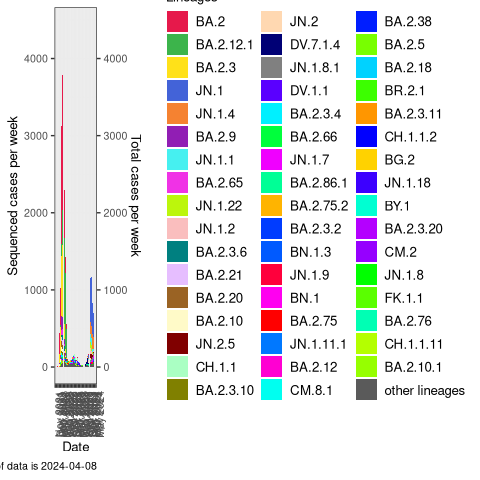 Lineages
4000
3000
2000
1000
0
4000
3000
2000
1000
0
Sequenced cases per week
Total cases per week
Date
BA.2
BA.2.12.1
BA.2.3
JN.1
JN.1.4
BA.2.9
JN.1.1
BA.2.65
JN.1.22
JN.1.2
BA.2.3.6
BA.2.21
BA.2.20
BA.2.10
JN.2.5
CH.1.1
BA.2.3.10
JN.2
DV.7.1.4
JN.1.8.1
DV.1.1
BA.2.3.4
BA.2.66
JN.1.7
BA.2.86.1
BA.2.75.2
BA.2.3.2
BN.1.3
JN.1.9
BN.1
BA.2.75
JN.1.11.1
BA.2.12
CM.8.1
BA.2.38
BA.2.5
BA.2.18
BR.2.1
BA.2.3.11
CH.1.1.2
BG.2
JN.1.18
BY.1
BA.2.3.20
CM.2
JN.1.8
FK.1.1
BA.2.76
CH.1.1.11
BA.2.10.1
other lineages
of data is 2024-04-08